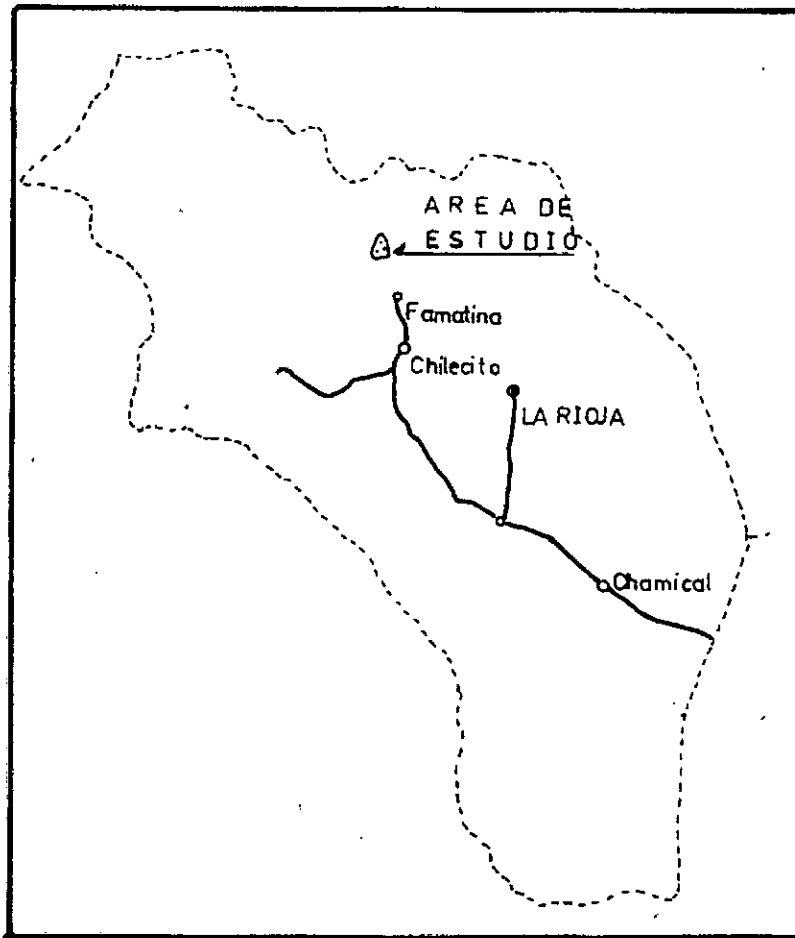 AREA DE
ESTUDIO
Famatina
Chilecito
LA RIOJA
Chamical